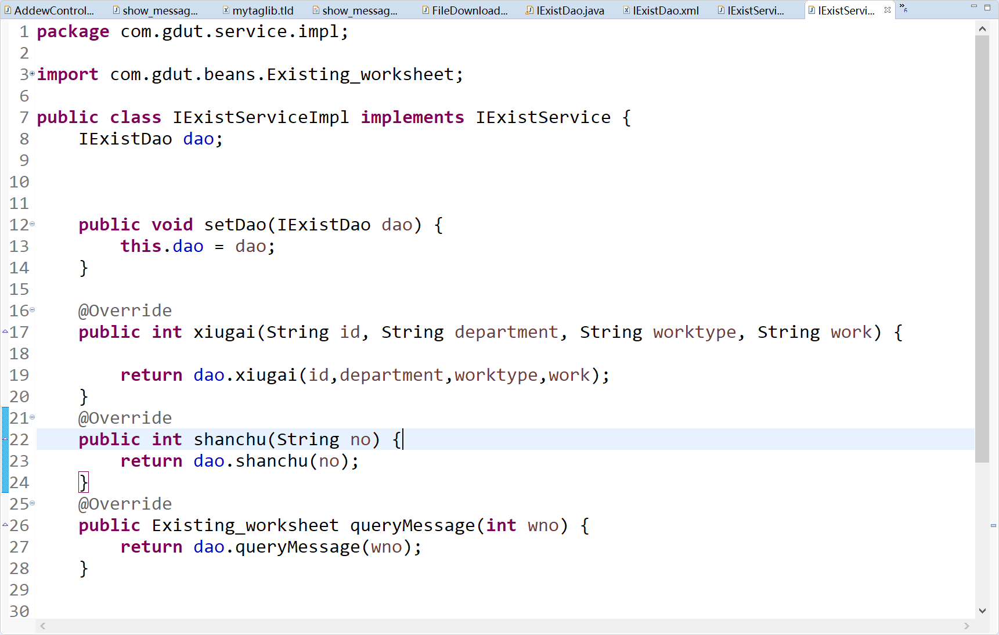 AddewControl... show_messag... mytaglib.tld show_messag... FileDownload... IExistDao.java IExistDao.xml IExistServi... IExistServi... »6
1 package com.gdut.service.impl;
2
3 import com.gdut.beans.Existing_worksheet;
6
7 public class IExistServiceImpl implements IExistService {
8 IExistDao dao;
9
10
11
12 public void setDao(IExistDao dao) {
13 this.dao = dao;
14 }
15
16 @Override
17 public int xiugai(String id, String department, String worktype, String work) {
18
19 return dao.xiugai(id,department,worktype,work);
20 }
21 @Override
22 public int shanchu(String no) {
23 return dao.shanchu(no);
24 }
25 @Override
26 public Existing_worksheet queryMessage(int wno) {
27 return dao.queryMessage(wno);
28 }
29
30